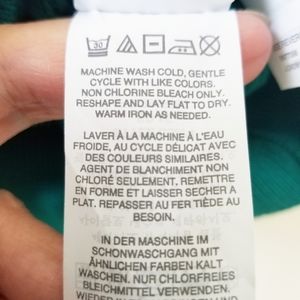 30
MACHINE WASH COLD, GENTLE
CYCLE WITH LIKE COLORS.
NON CHLORINE BLEACH ONLY.
RESHAPE AND LAY FLAT TO DRY.
WARM IRON AS NEEDED.
LAVER À LA MACHINE À L'EAU
FROIDE, AU CYCLE DÉLICAT AVEC
DES COULEURS SIMILAIRES.
AGENT DE BLANCHIMENT NON
CHLORÉ SEULEMENT. REMETTRE
EN FORME ET LAISSER SECHER A
PLAT. REPASSER AU FER TIÈDE AU
BESOIN.
IN DER MASCHINE IM
SCHONWASCHGANG MIT
ÄHNLICHEN FARBEN KALT
WASCHEN. NUR CHLORFREIES
BLEICHMITTEL VERWENDEN.